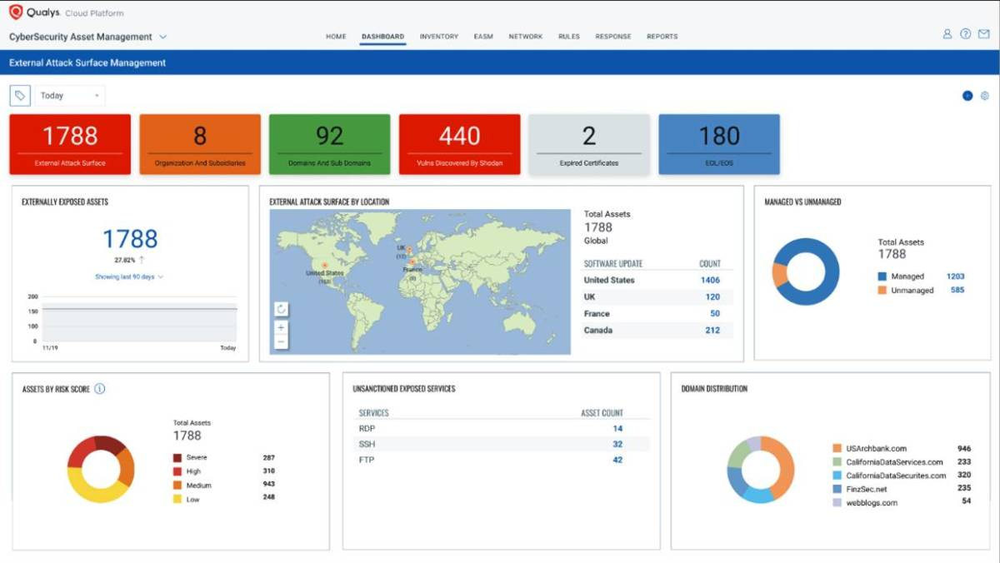 Qualys. Cloud Platform
CyberSecurity Asset Management
HOME DASHBOARD INVENTORY EASM NETWORK RULES RESPONSE REPORTS
External Attack Surface Management
Today
1788
External Attack Surface
8
Organization And Subsidiaries
92
Domains And Sub Domains
440
Vulns Discovered By Shodan
2
Expired Certificates
180
EOL/EOS
EXTERNALLY EXPOSED ASSETS
1788
27.82%
Showing last 90 days
200
150
100
0
11/19 Today
EXTERNAL ATTACK SURFACE BY LOCATION
UK
United States
France
Total Assets
1788
Global
SOFTWARE UPDATE COUNT
United States 1406
UK 120
France 50
Canada 212
MANAGED VS UNMANAGED
Total Assets
1788
Managed 1203
Unmanaged 585
ASSETS BY RISK SCORE
Total Assets
1788
Severe 287
High 310
Medium 943
Low 248
UNSANCTIONED EXPOSED SERVICES
SERVICES ASSET COUNT
RDP 14
SSH 32
FTP 42
DOMAIN DISTRIBUTION
USArchbank.com 946
CaliforniaDataServices.com 233
CaliforniaDataSecurites.com 320
FinzSec.net 235
webblogs.com 54